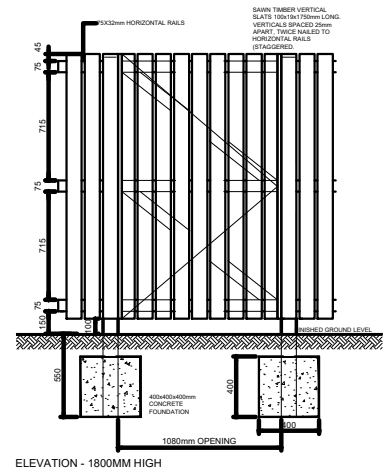 SAWN TIMBER VERTICAL
SLATS 100x19x1750mm LONG.
VERTICALS SPACED 25mm
APART, TWICE NAILED TO
HORIZONTAL RAILS
(STAGGERED.
75X32mm HORIZONTAL RAILS
45
75
715
75
715
75
150
100
FINISHED GROUND LEVEL
550
400x400x400mm
CONCRETE
FOUNDATION
400
400
1080mm OPENING
ELEVATION - 1800MM HIGH